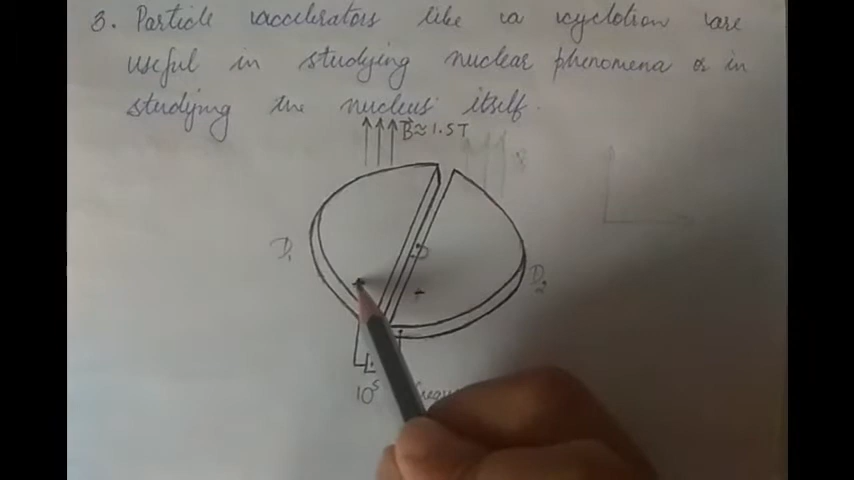 3. Particle accelerators like a cyclotron are
useful in studying nuclear phenomena or in
studying the nucleus itself.
B ≈ 1.5T
D₁
D₂
10⁵